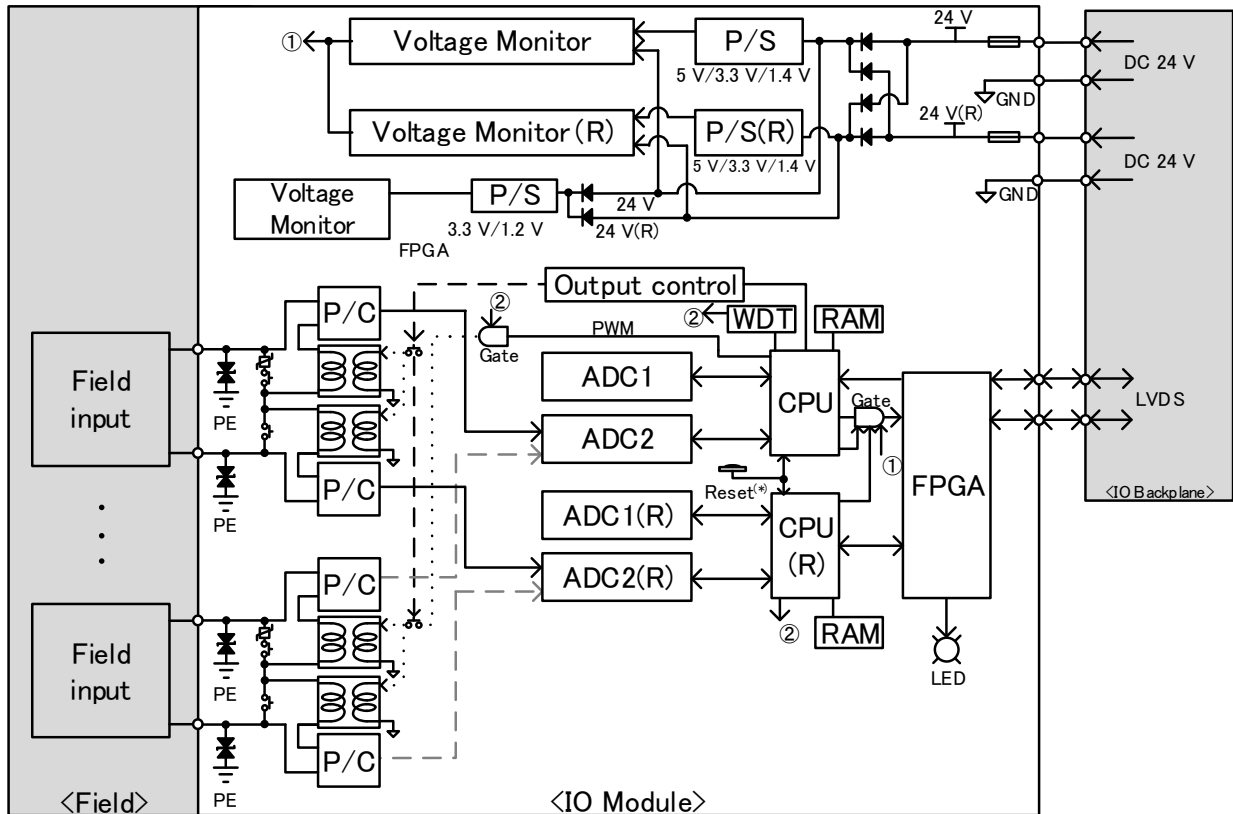 ①
Voltage Monitor
P/S
5 V/3.3 V/1.4 V
24 V
DC 24 V
GND
Voltage Monitor(R)
P/S(R)
5 V/3.3 V/1.4 V
24 V(R)
DC 24 V
GND
Voltage
Monitor
P/S
3.3 V/1.2 V
24 V
24 V(R)
FPGA
Output control
P/C
②
②
WDT
RAM
PWM
Gate
Field
input
PE
PE
ADC1
ADC2
CPU
Gate
①
LVDS
P/C
Reset(*)
FPGA
<IO Backplane>
ADC1(R)
ADC2(R)
CPU
(R)
②
RAM
LED
P/C
Field
input
PE
PE
P/C
<Field>
<IO Module>